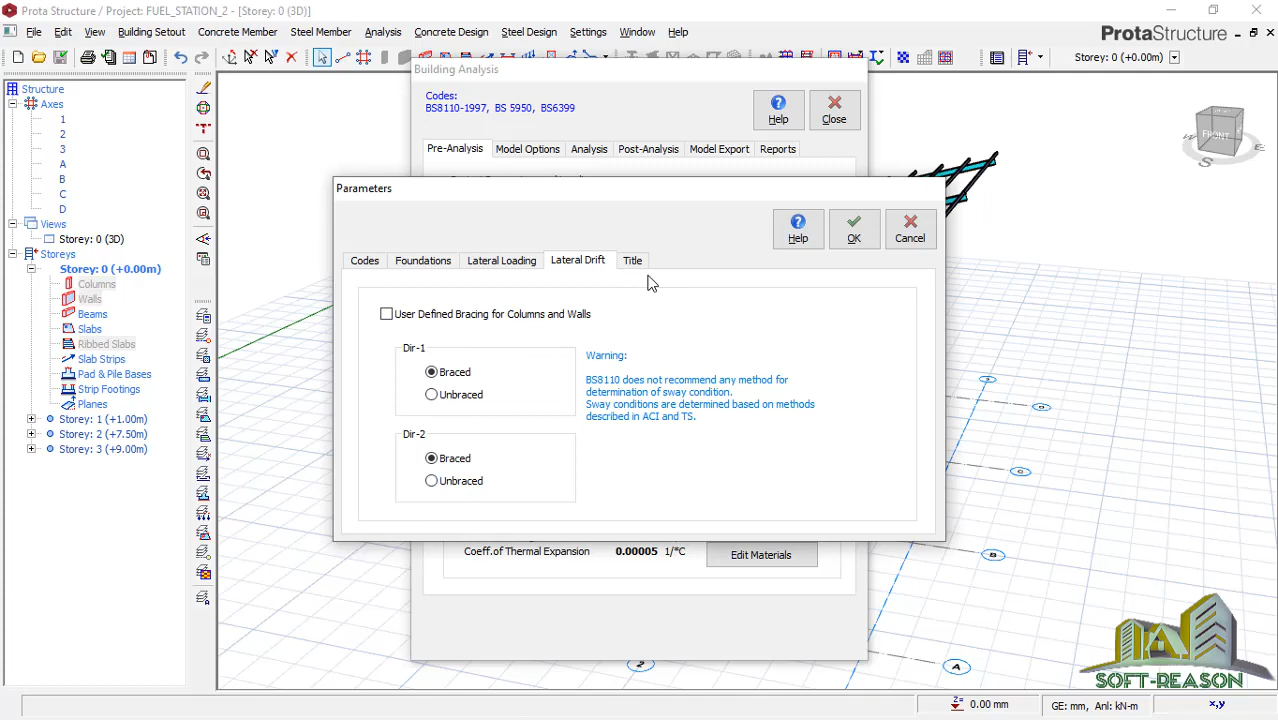 Prota Structure / Project: FUEL_STATION_2 - [Storey: 0 (3D)]
File Edit View Building Setout Concrete Member Steel Member Analysis Concrete Design Steel Design Settings Window Help
ProtaStructure
Storey: 0 (+0.00m)
Structure
Axes
1
2
3
A
B
C
D
Views
Storey: 0 (3D)
Storeys
Storey: 0 (+0.00m)
Columns
Walls
Beams
Slabs
Ribbed Slabs
Slab Strips
Pad & Pile Bases
Strip Footings
Planes
Storey: 1 (+1.00m)
Storey: 2 (+7.50m)
Storey: 3 (+9.00m)
Building Analysis
Codes:
BS8110-1997, BS 5950, BS6399
Help
Close
Pre-Analysis Model Options Analysis Post-Analysis Model Export Reports
Parameters
Help
OK
Cancel
Codes Foundations Lateral Loading Lateral Drift Title
User Defined Bracing for Columns and Walls
Dir-1
Braced
Unbraced
Dir-2
Braced
Unbraced
Warning:
BS8110 does not recommend any method for
determination of sway condition.
Sway conditions are determined based on methods
described in ACI and TS.
Coeff.of Thermal Expansion 0.00005 1/°C
Edit Materials
FRONT
W
E
S
B
A
SOFT-REASON
Z= 0.00 mm
GE: mm, Anl: kN-m
x,y